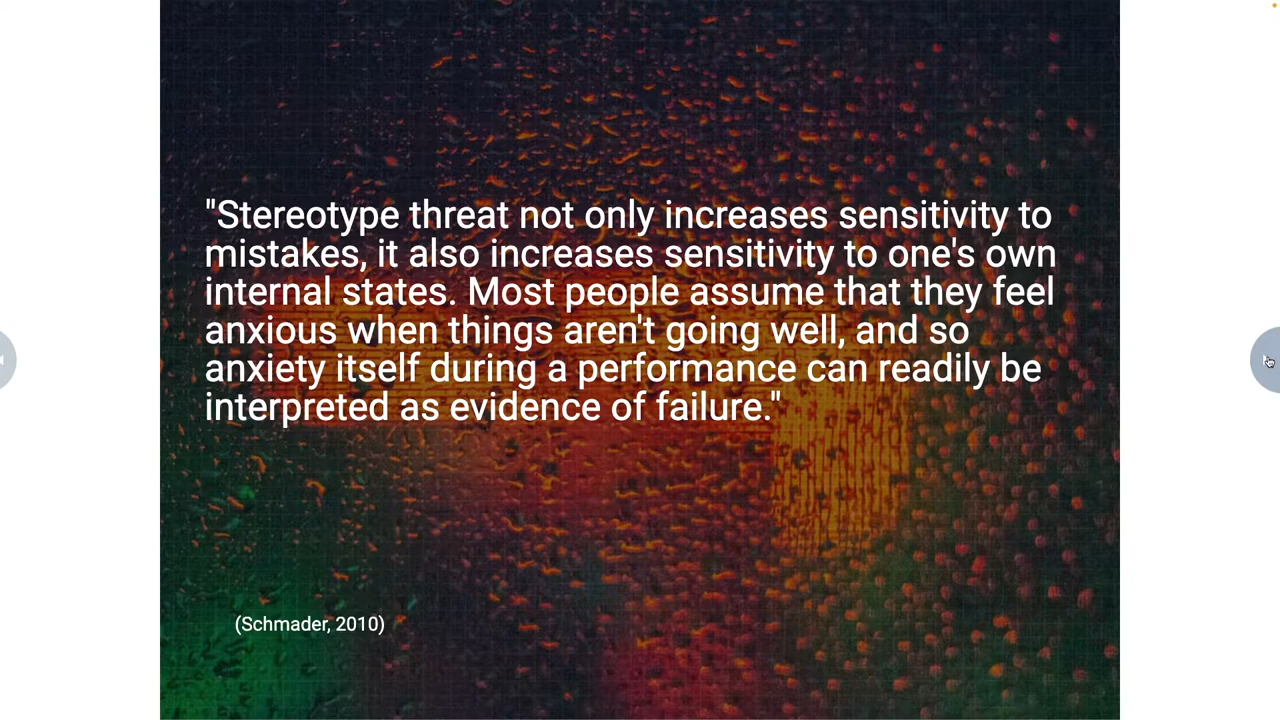 "Stereotype threat not only increases sensitivity to
mistakes, it also increases sensitivity to one's own
internal states. Most people assume that they feel
anxious when things aren't going well, and so
anxiety itself during a performance can readily be
interpreted as evidence of failure."
(Schmader, 2010)